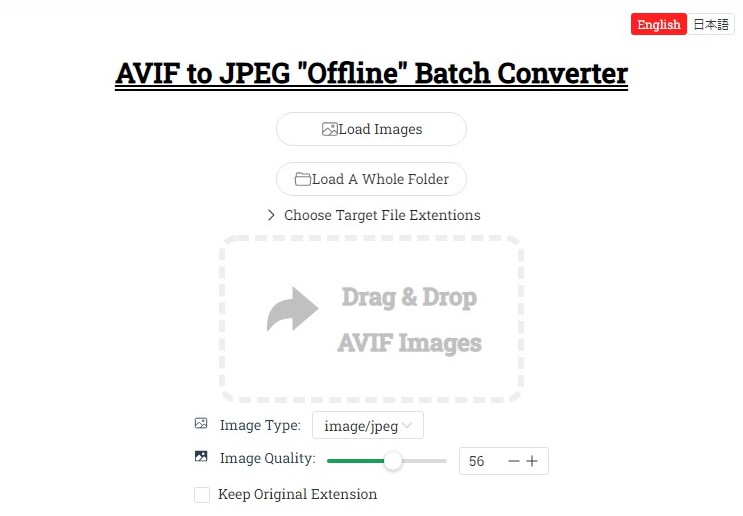 English 日本語
AVIF to JPEG "Offline" Batch Converter
Load Images
Load A Whole Folder
Choose Target File Extentions
Drag & Drop
AVIF Images
Image Type: image/jpeg
Image Quality: 56
Keep Original Extension